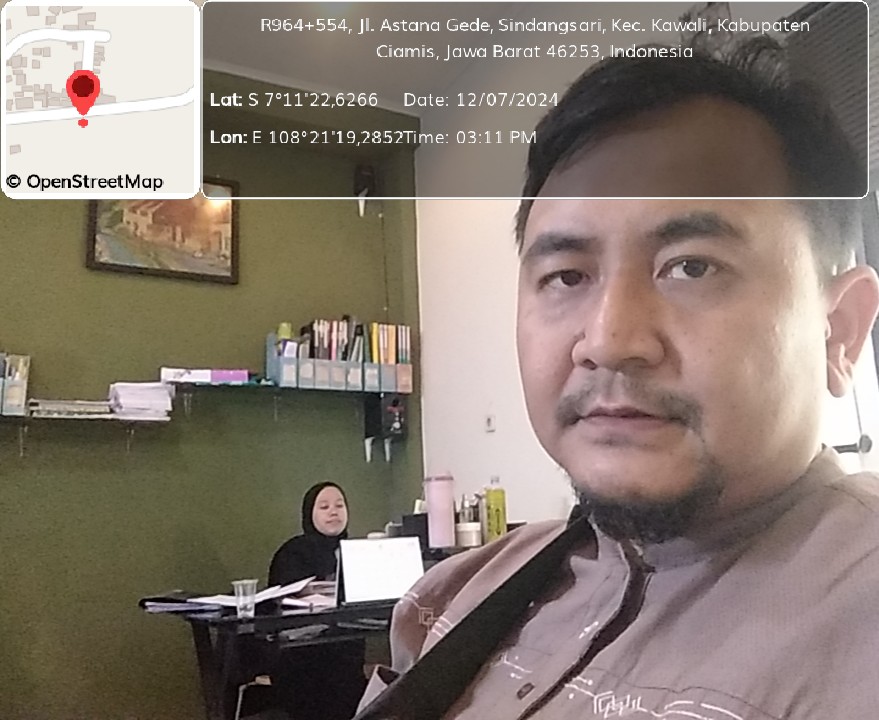 R964+554, Jl. Astana Gede, Sindangsari, Kec. Kawali, Kabupaten
Ciamis, Jawa Barat 46253, Indonesia
Lat: S 7°11'22,6266 Date: 12/07/2024
Lon: E 108°21'19,2852Time: 03:11 PM
© OpenStreetMap